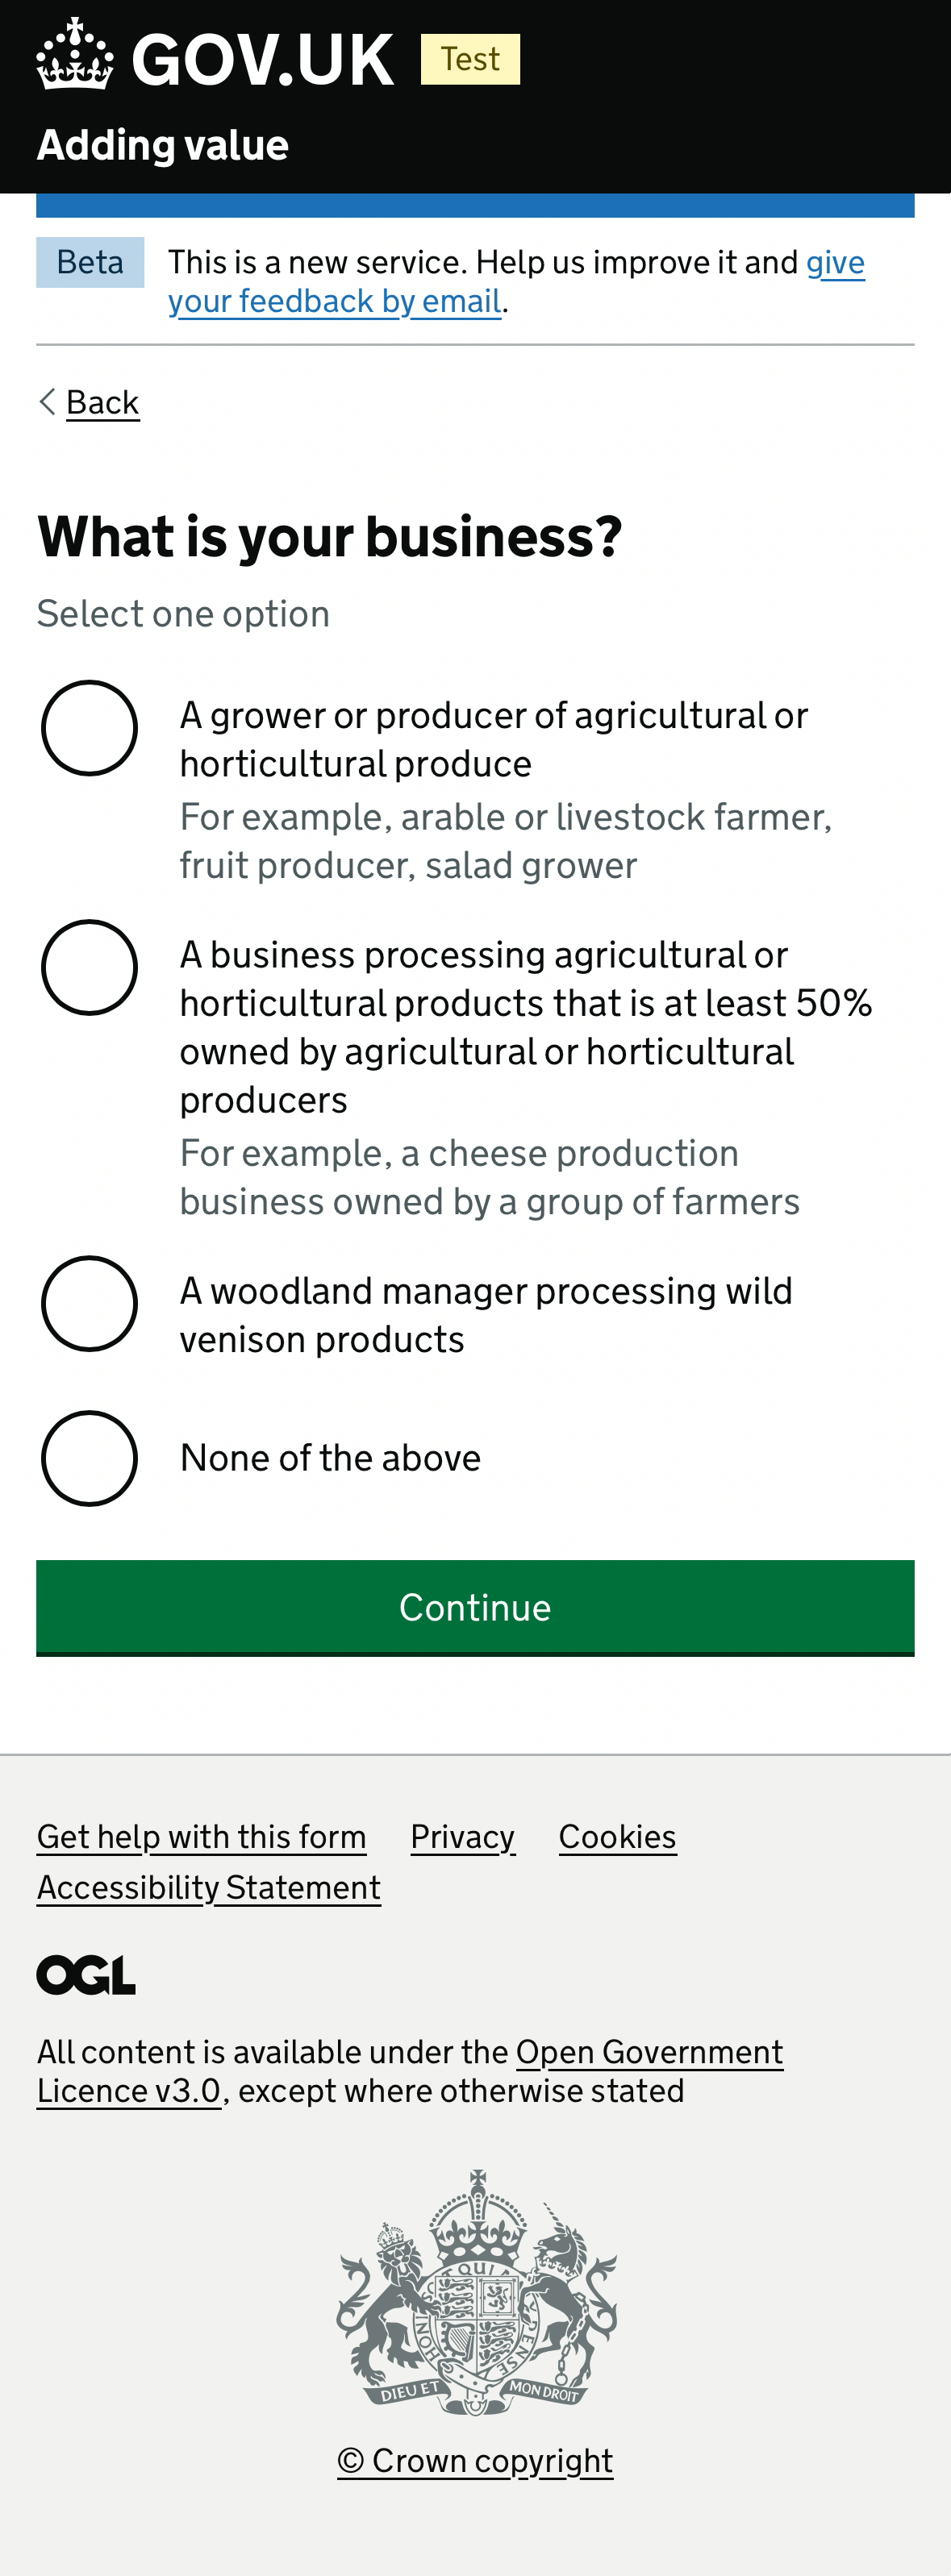 GOV.UK Test
Adding value
Beta This is a new service. Help us improve it and give
your feedback by email.
Back
What is your business?
Select one option
A grower or producer of agricultural or
horticultural produce
For example, arable or livestock farmer,
fruit producer, salad grower
A business processing agricultural or
horticultural products that is at least 50%
owned by agricultural or horticultural
producers
For example, a cheese production
business owned by a group of farmers
A woodland manager processing wild
venison products
None of the above
Continue
Get help with this form Privacy Cookies
Accessibility Statement
OGL
All content is available under the Open Government
Licence v3.0, except where otherwise stated
QUI
HONI
PENSE
DIEU ET MON DROIT
© Crown copyright